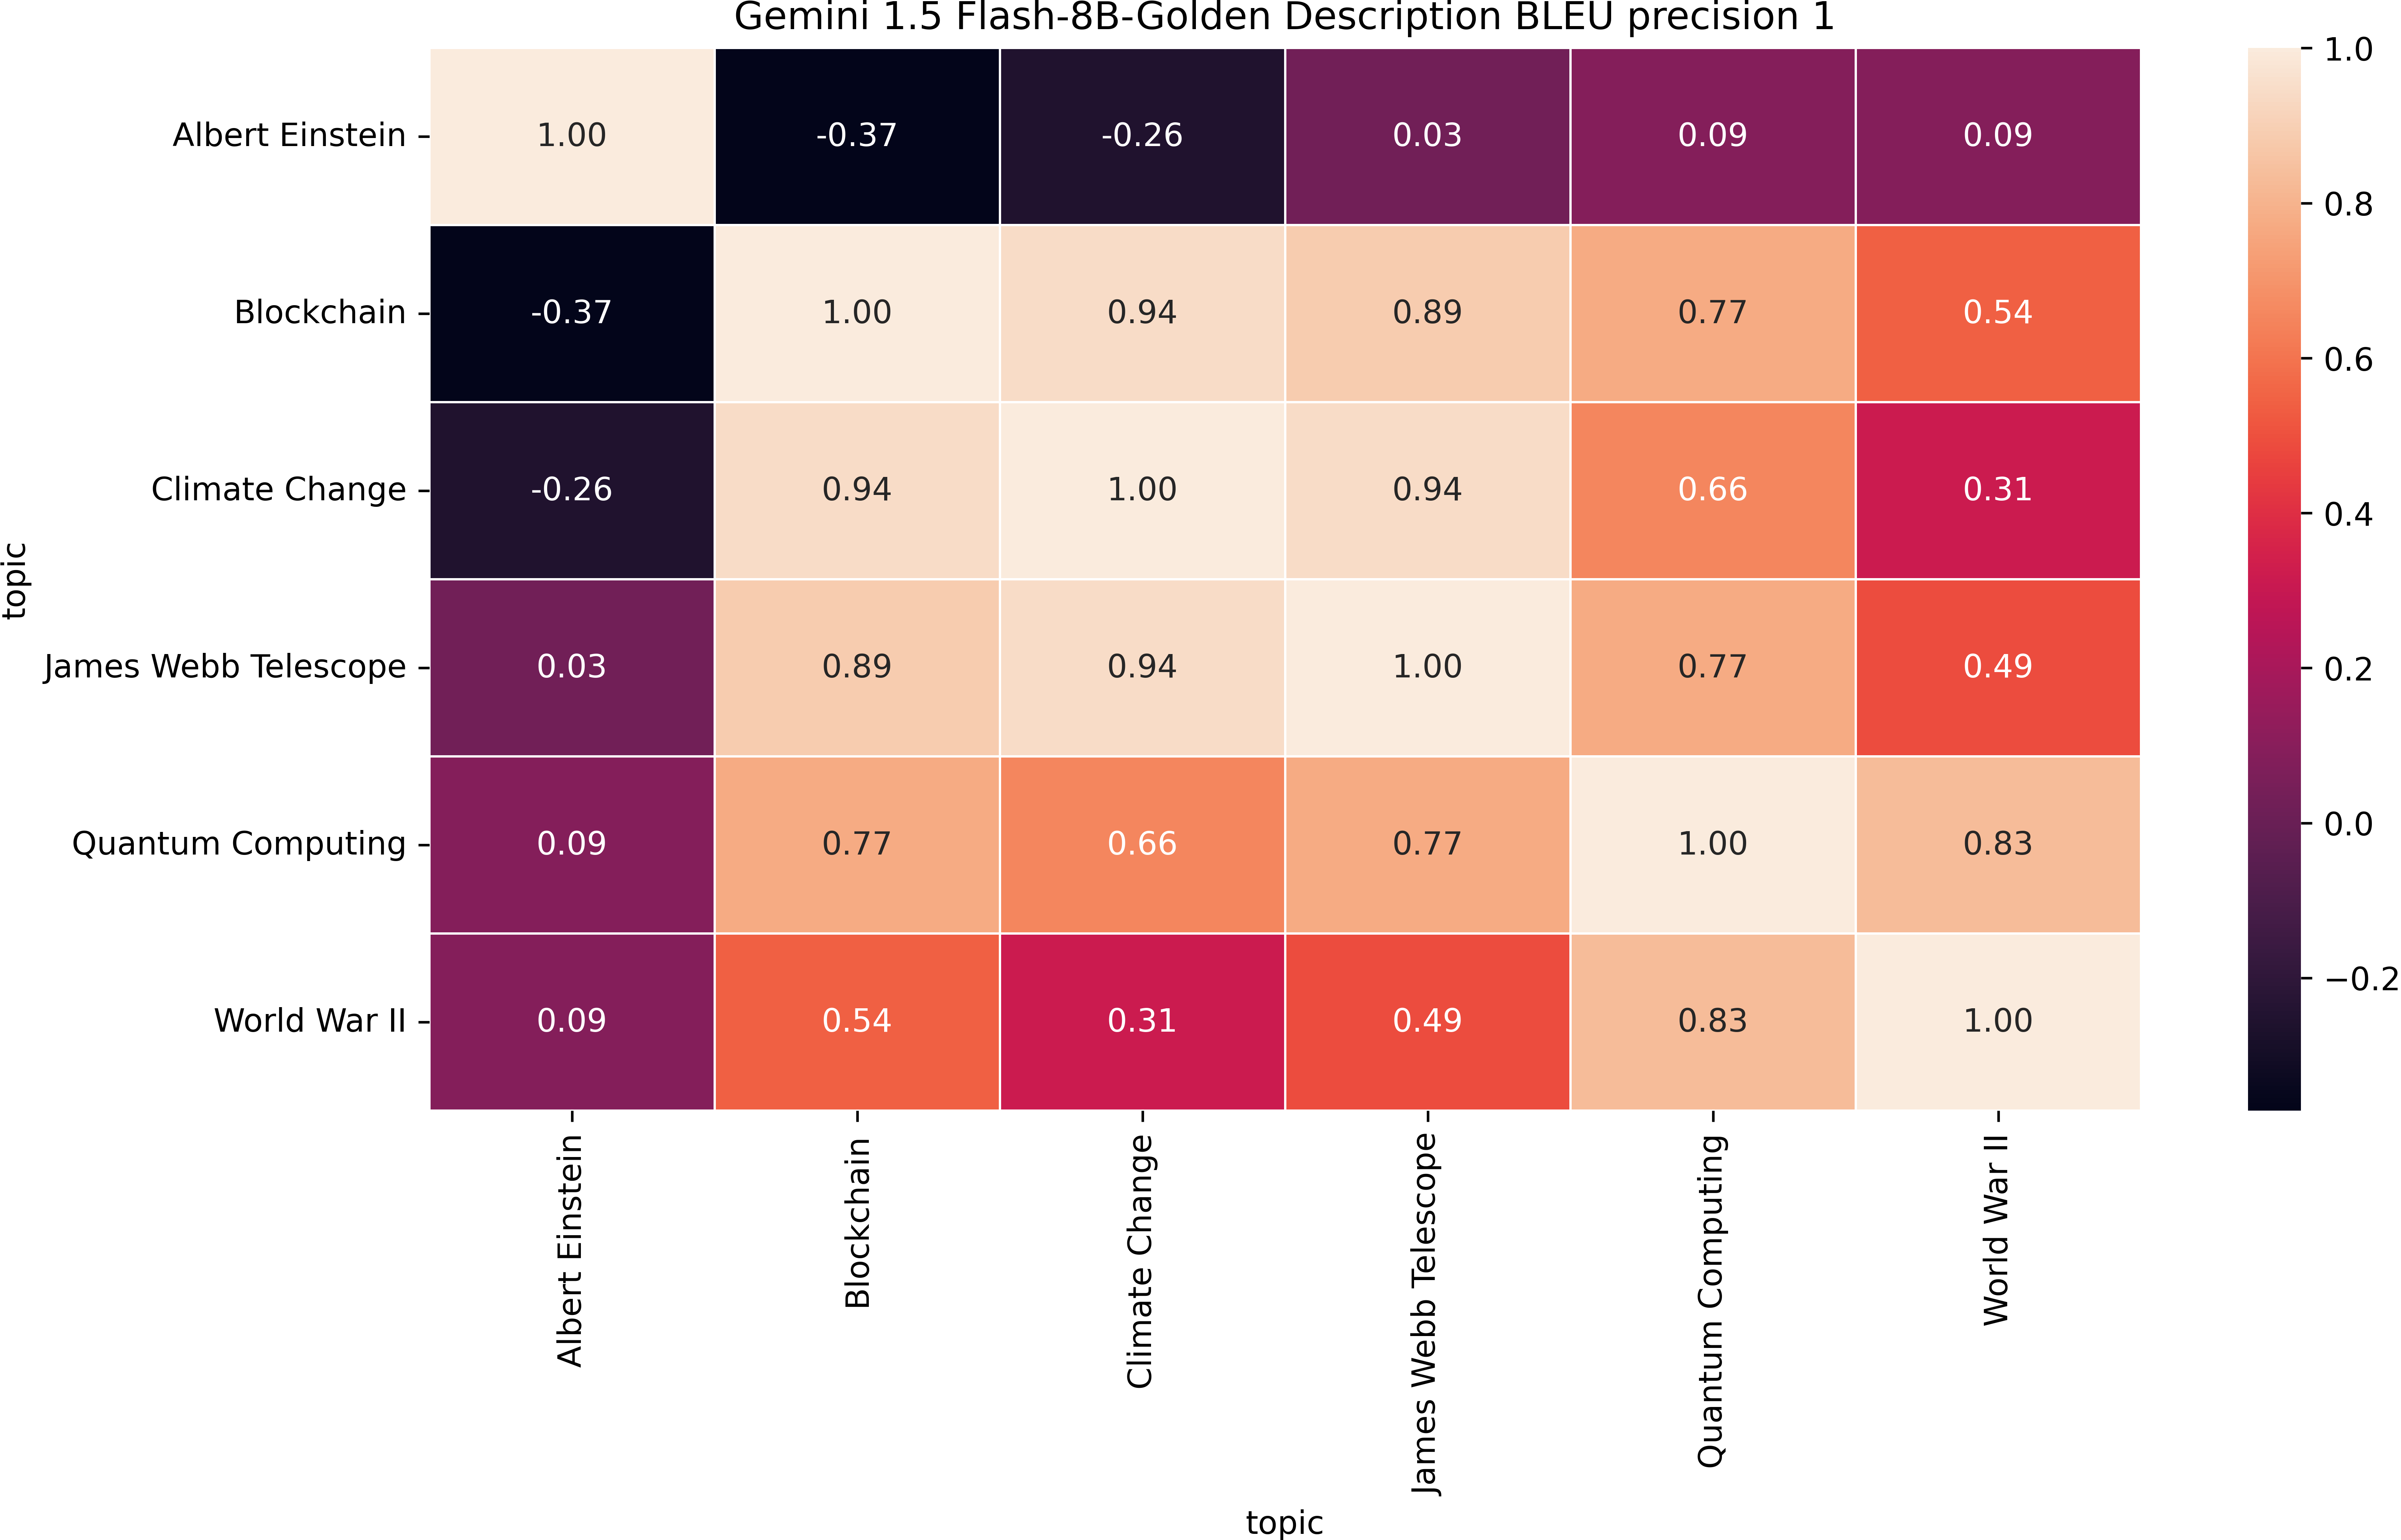 Gemini 1.5 Flash-8B-Golden Description BLEU precision 1
topic
Albert Einstein 1.00 -0.37 -0.26 0.03 0.09 0.09
Blockchain -0.37 1.00 0.94 0.89 0.77 0.54
Climate Change -0.26 0.94 1.00 0.94 0.66 0.31
James Webb Telescope 0.03 0.89 0.94 1.00 0.77 0.49
Quantum Computing 0.09 0.77 0.66 0.77 1.00 0.83
World War II 0.09 0.54 0.31 0.49 0.83 1.00
Albert Einstein
Blockchain
Climate Change
James Webb Telescope
Quantum Computing
World War II
topic
1.0
0.8
0.6
0.4
0.2
0.0
−0.2